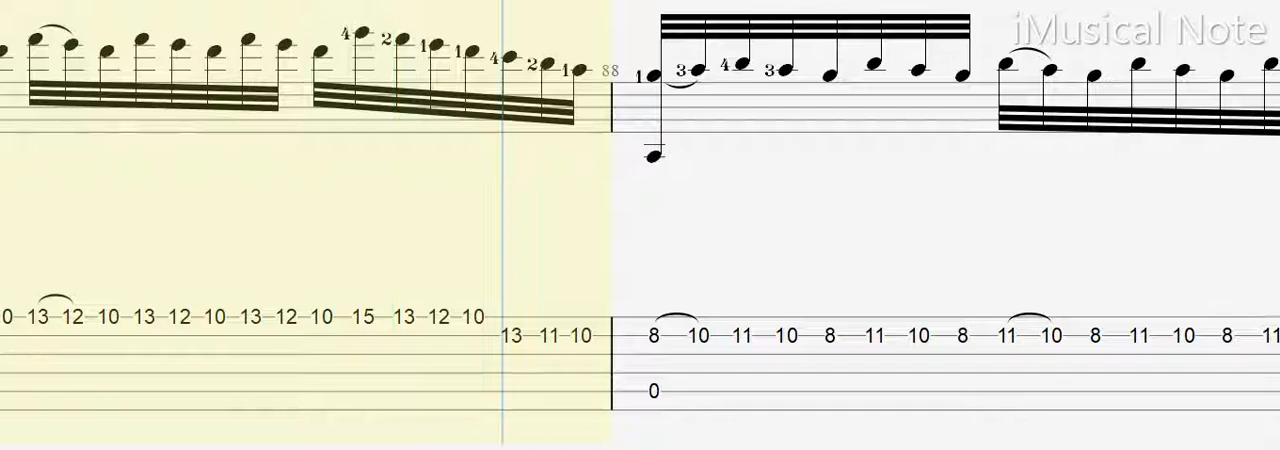 iMusical Note
4 2 1 1 4 2 1 88 1 3 4 3
0 13 12 10 13 12 10 13 12 10 15 13 12 10
13 11 10 8 10 11 10 8 11 10 8 11 10 8 11 10 8 11
0